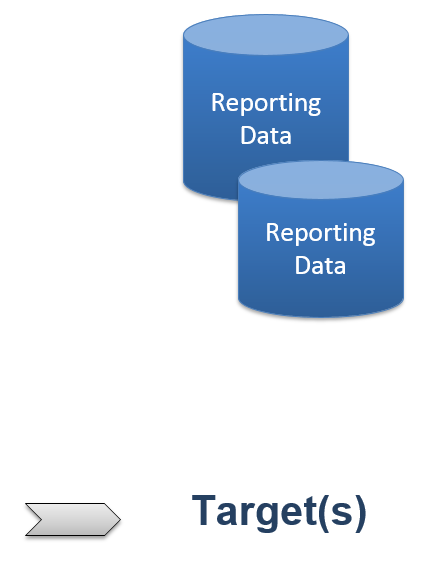 Reporting
Data
Reporting
Data
Target(s)